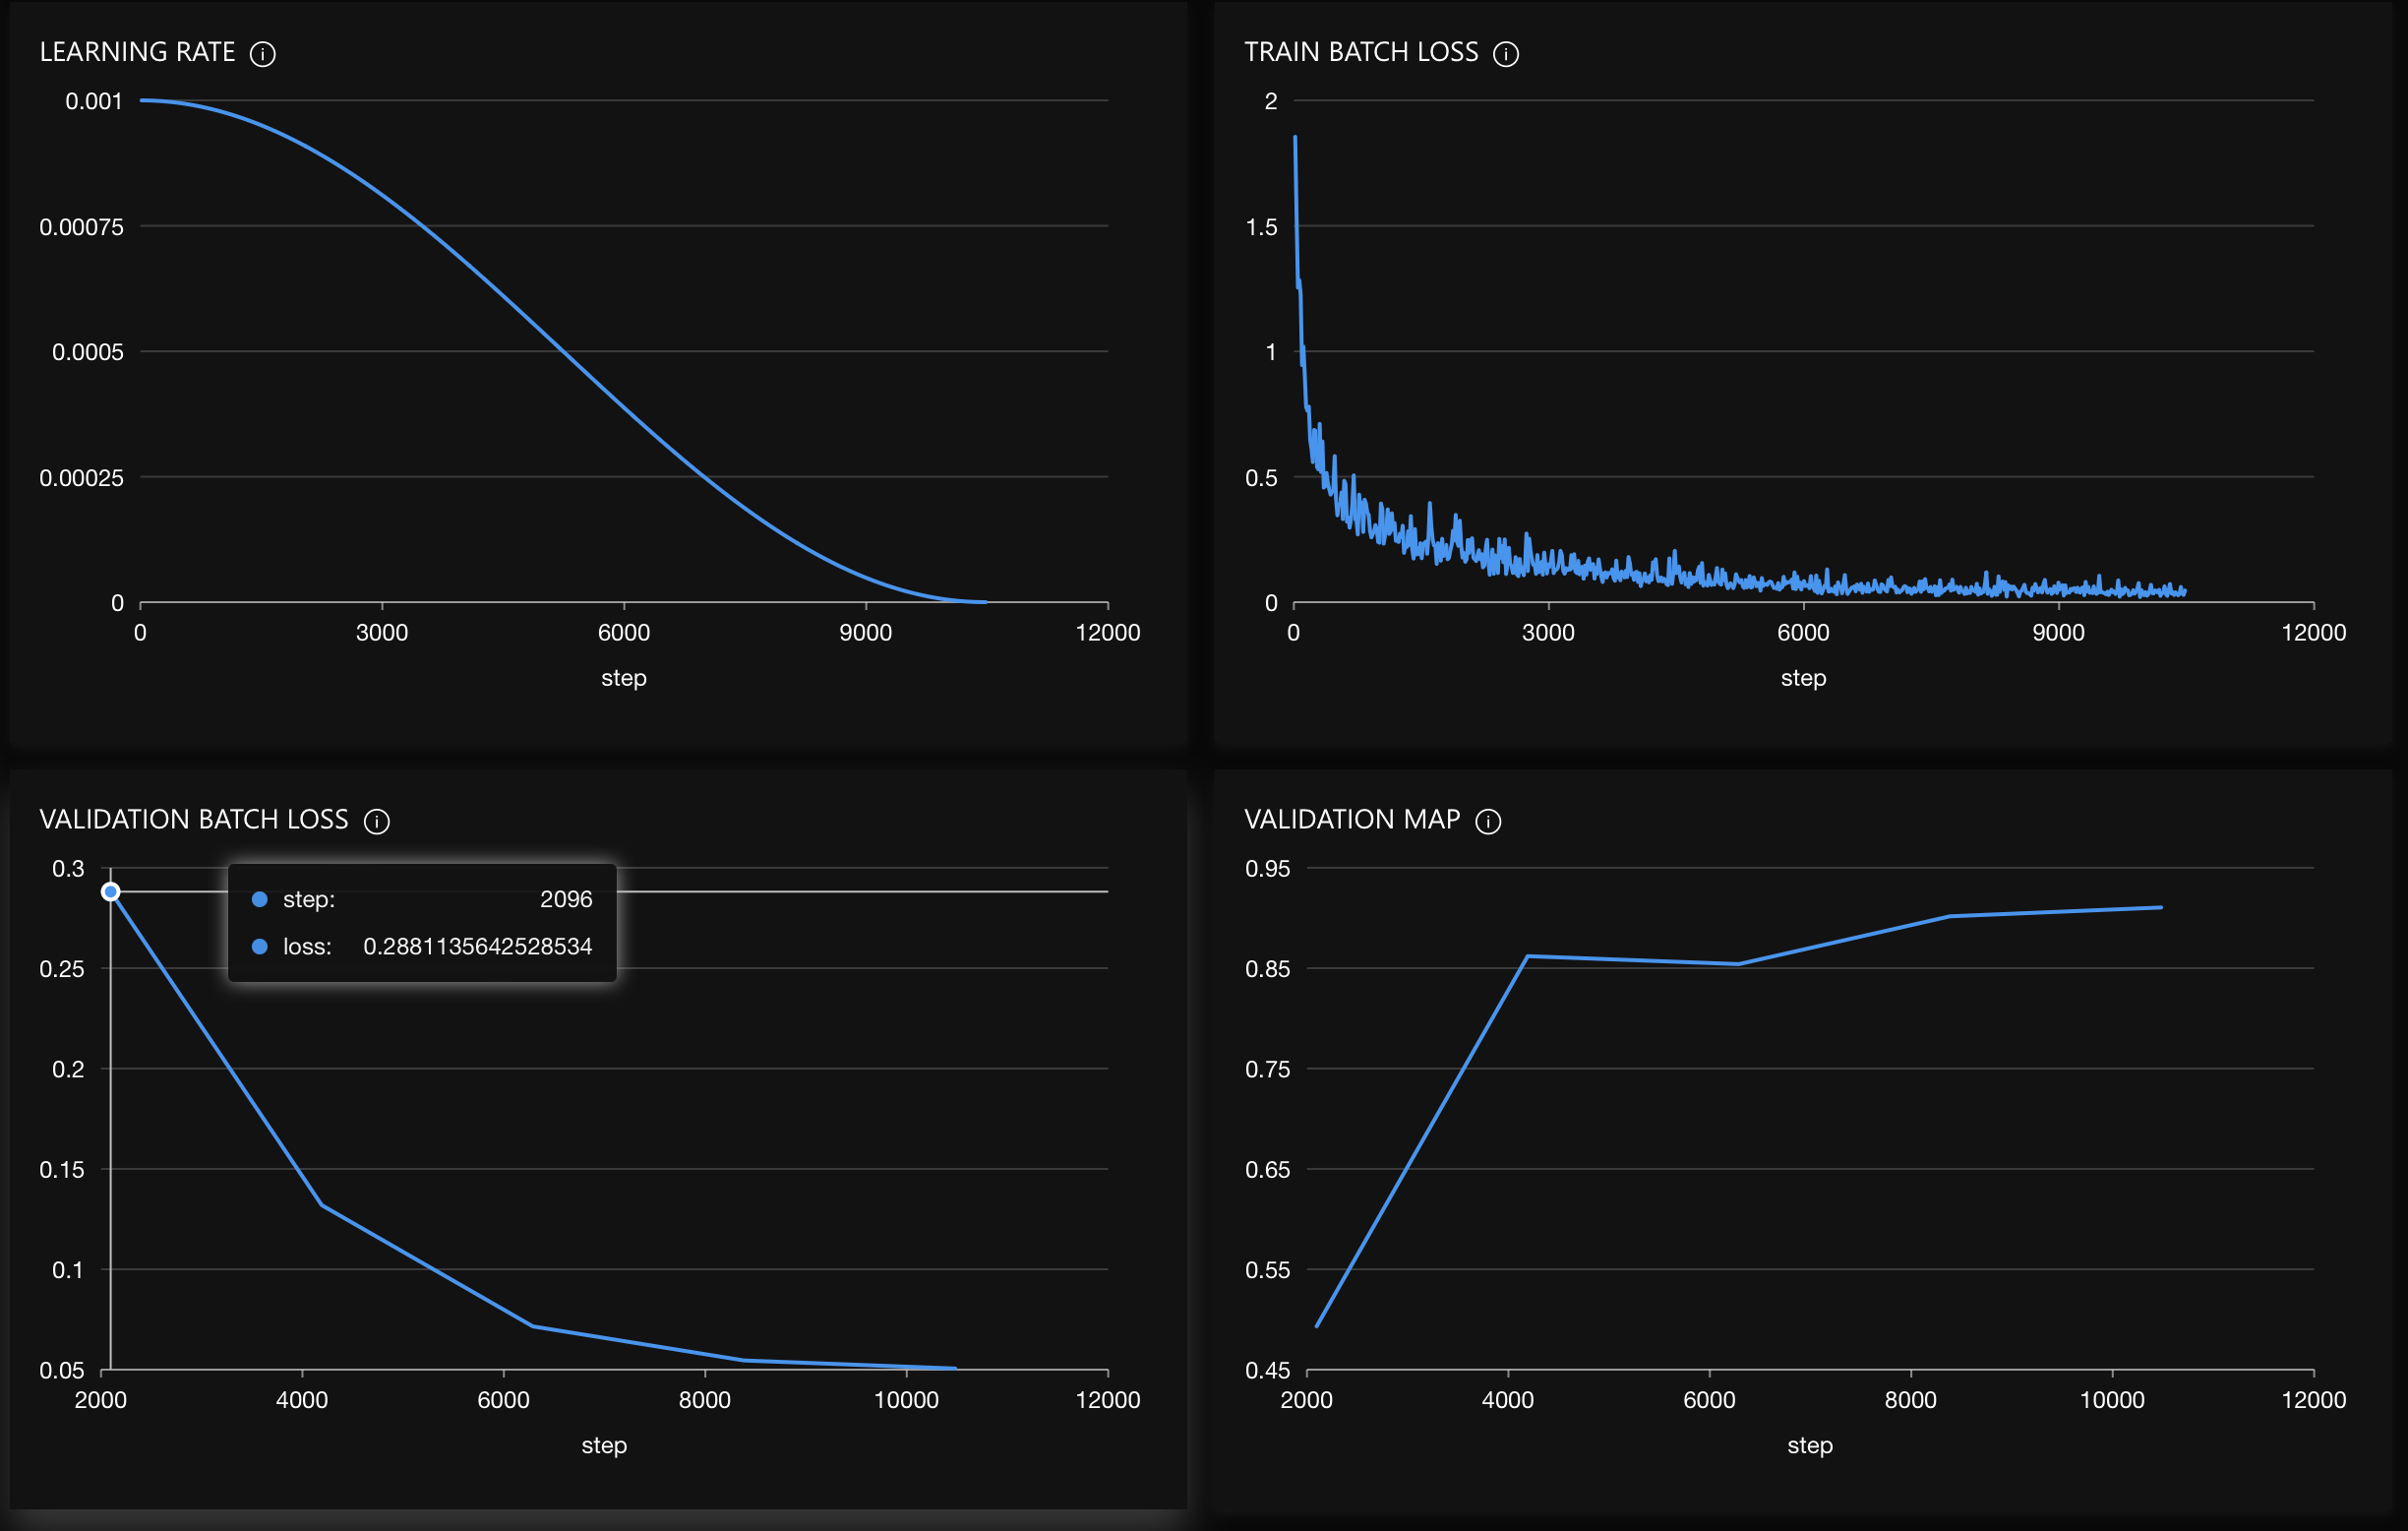 LEARNING RATE
0.001
0.00075
0.0005
0.00025
0
0 3000 6000 9000 12000
step
TRAIN BATCH LOSS
2
1.5
1
0.5
0
0 3000 6000 9000 12000
step
VALIDATION BATCH LOSS
0.3
0.25
0.2
0.15
0.1
0.05
step: 2096
loss: 0.2881135642528534
2000 4000 6000 8000 10000 12000
step
VALIDATION MAP
0.95
0.85
0.75
0.65
0.55
0.45
2000 4000 6000 8000 10000 12000
step